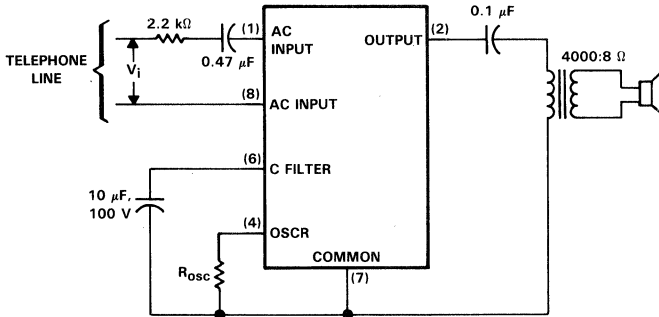 2.2 kΩ
(1)
AC
INPUT
OUTPUT
(2)
0.1 μF
0.47 μF
TELEPHONE
LINE
Vi
4000:8 Ω
(8)
AC INPUT
(6)
C FILTER
10 μF,
100 V
(4)
OSCR
Rosc
COMMON
(7)